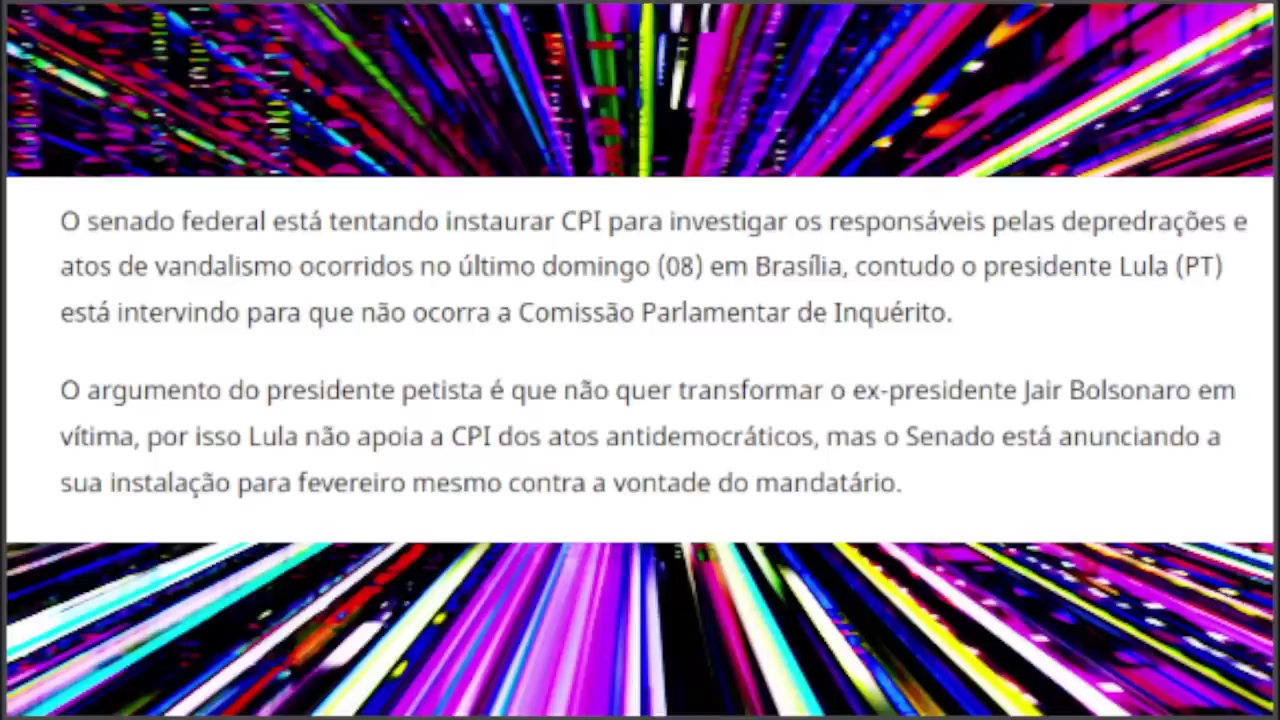 O senado federal está tentando instaurar CPI para investigar os responsáveis pelas depredrações e
atos de vandalismo ocorridos no último domingo (08) em Brasília, contudo o presidente Lula (PT)
está intervindo para que não ocorra a Comissão Parlamentar de Inquérito.
O argumento do presidente petista é que não quer transformar o ex-presidente Jair Bolsonaro em
vítima, por isso Lula não apoia a CPI dos atos antidemocráticos, mas o Senado está anunciando a
sua instalação para fevereiro mesmo contra a vontade do mandatário.